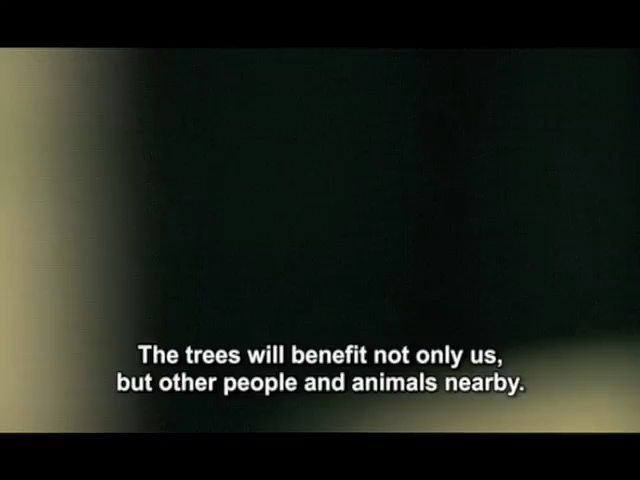 The trees will benefit not only us,
but other people and animals nearby.